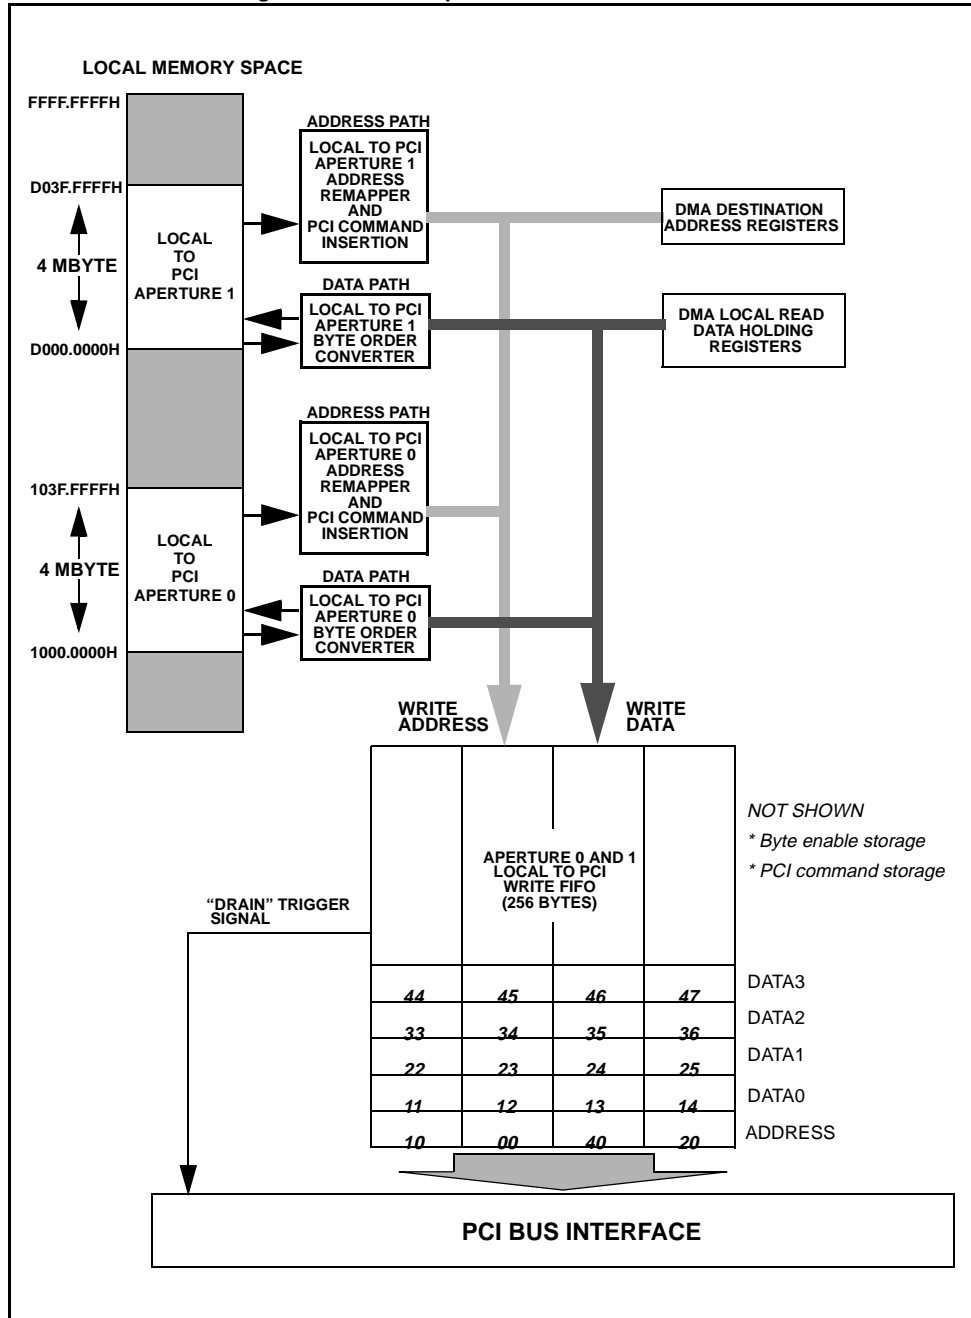 LOCAL MEMORY SPACE
FFFF.FFFFH
D03F.FFFFH
4 MBYTE
D000.0000H
103F.FFFFH
4 MBYTE
1000.0000H
LOCAL
TO
PCI
APERTURE 1
LOCAL
TO
PCI
APERTURE 0
ADDRESS PATH
LOCAL TO PCI
APERTURE 1
ADDRESS
REMAPPER
AND
PCI COMMAND
INSERTION
DATA PATH
LOCAL TO PCI
APERTURE 1
BYTE ORDER
CONVERTER
ADDRESS PATH
LOCAL TO PCI
APERTURE 0
ADDRESS
REMAPPER
AND
PCI COMMAND
INSERTION
DATA PATH
LOCAL TO PCI
APERTURE 0
BYTE ORDER
CONVERTER
DMA DESTINATION
ADDRESS REGISTERS
DMA LOCAL READ
DATA HOLDING
REGISTERS
WRITE
ADDRESS
WRITE
DATA
APERTURE 0 AND 1
LOCAL TO PCI
WRITE FIFO
(256 BYTES)
NOT SHOWN
* Byte enable storage
* PCI command storage
“DRAIN” TRIGGER
SIGNAL
44 45 46 47 DATA3
33 34 35 36 DATA2
22 23 24 25 DATA1
11 12 13 14 DATA0
10 00 40 20 ADDRESS
PCI BUS INTERFACE